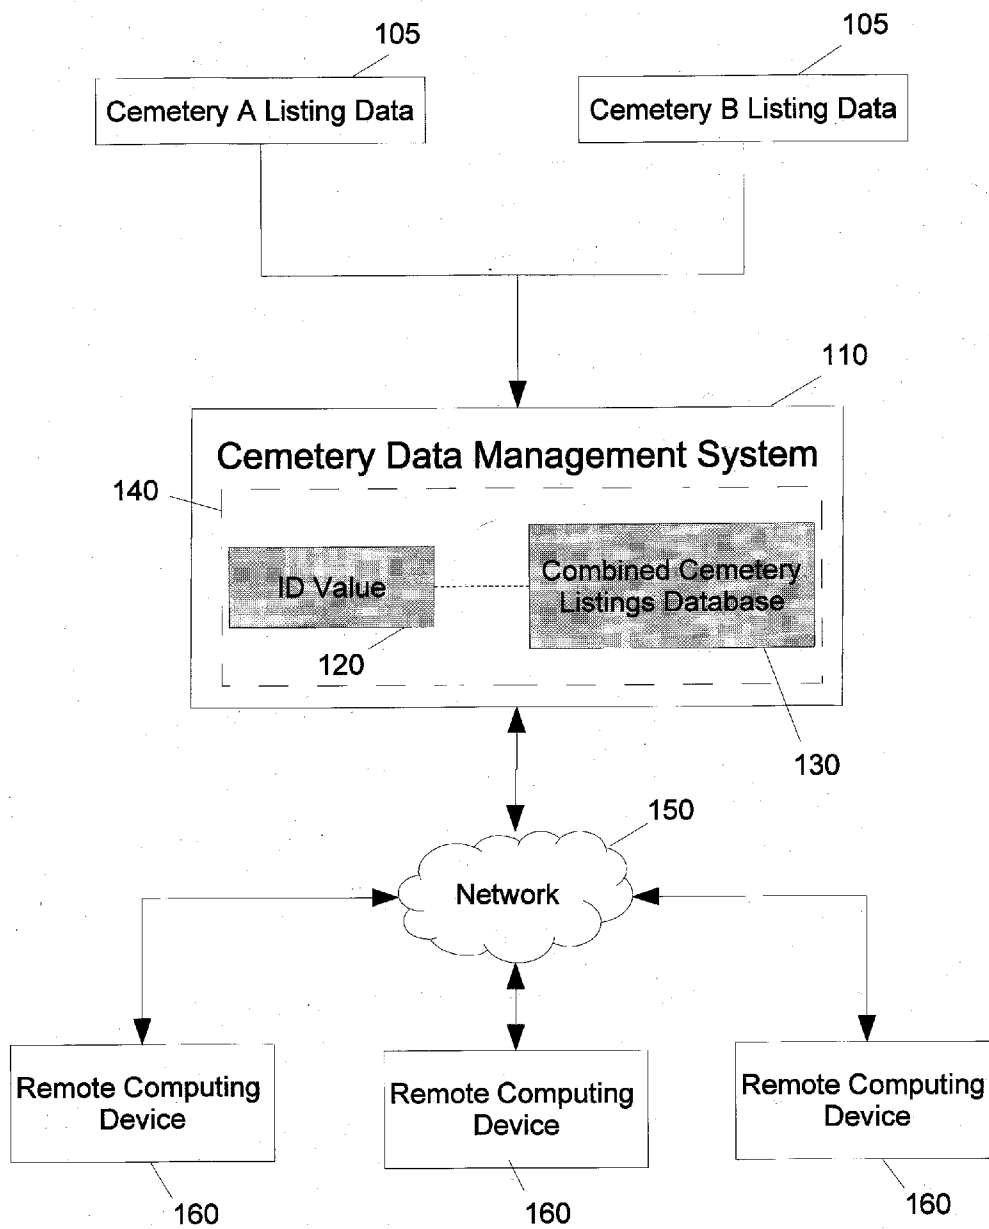 105
105
Cemetery A Listing Data
Cemetery B Listing Data
110
Cemetery Data Management System
140
ID Value
Combined Cemetery
Listings Database
120
130
150
Network
Remote Computing
Device
Remote Computing
Device
Remote Computing
Device
160
160
160